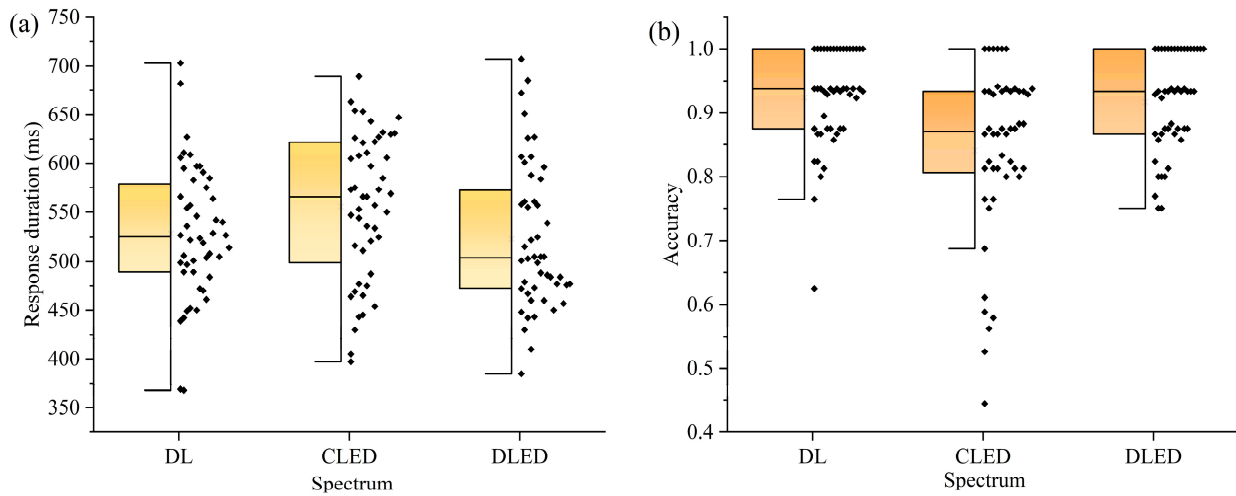 (a)
Response duration (ms)
750
700
650
600
550
500
450
400
350
DL
CLED
DLED
Spectrum
(b)
Accuracy
1.0
0.9
0.8
0.7
0.6
0.5
0.4
DL
CLED
DLED
Spectrum